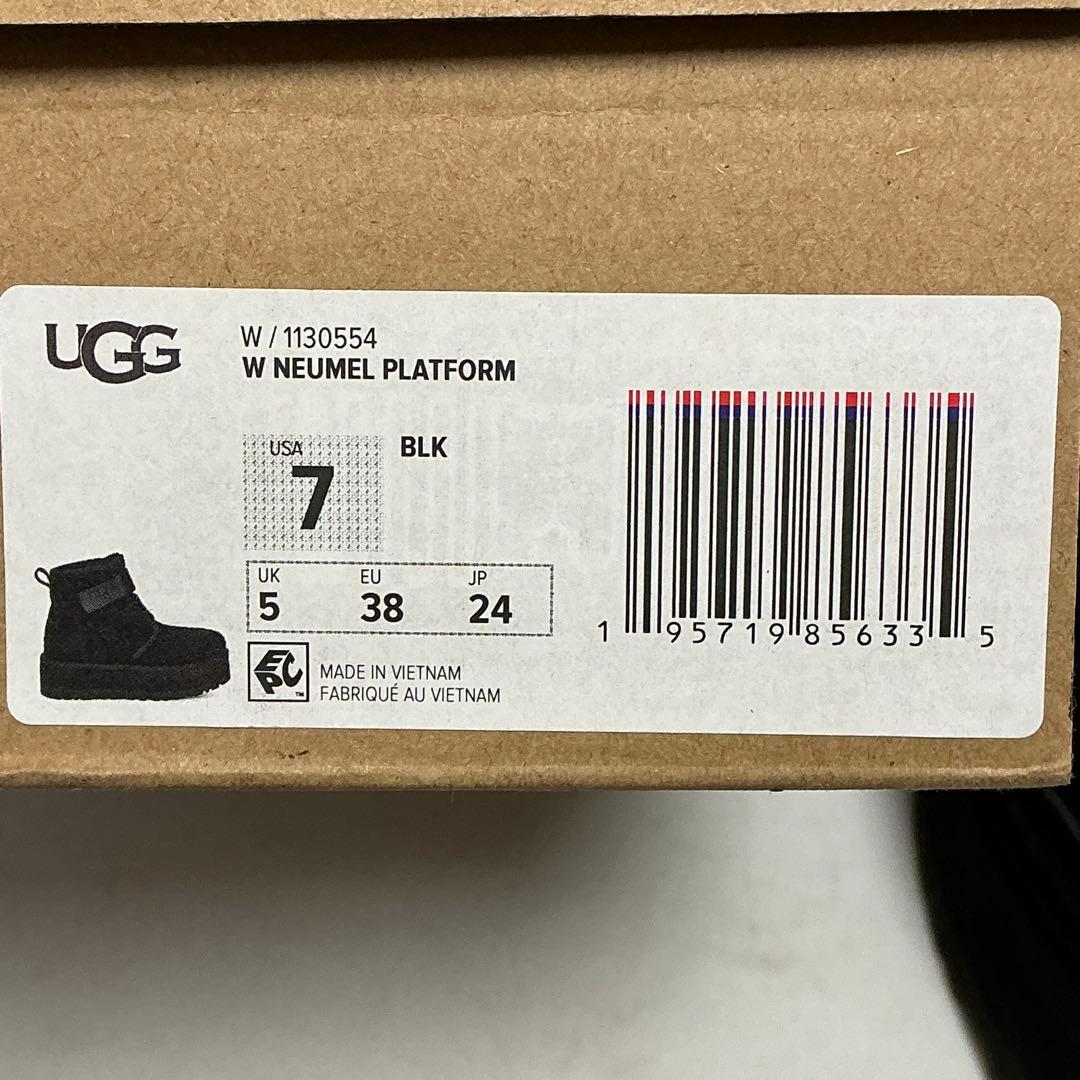 UGG
W / 1130554
W NEUMEL PLATFORM
USA
7
BLK
UK EU JP
5 38 24
EPC™
MADE IN VIETNAM
FABRIQUÉ AU VIETNAM
1 95719 85633 5